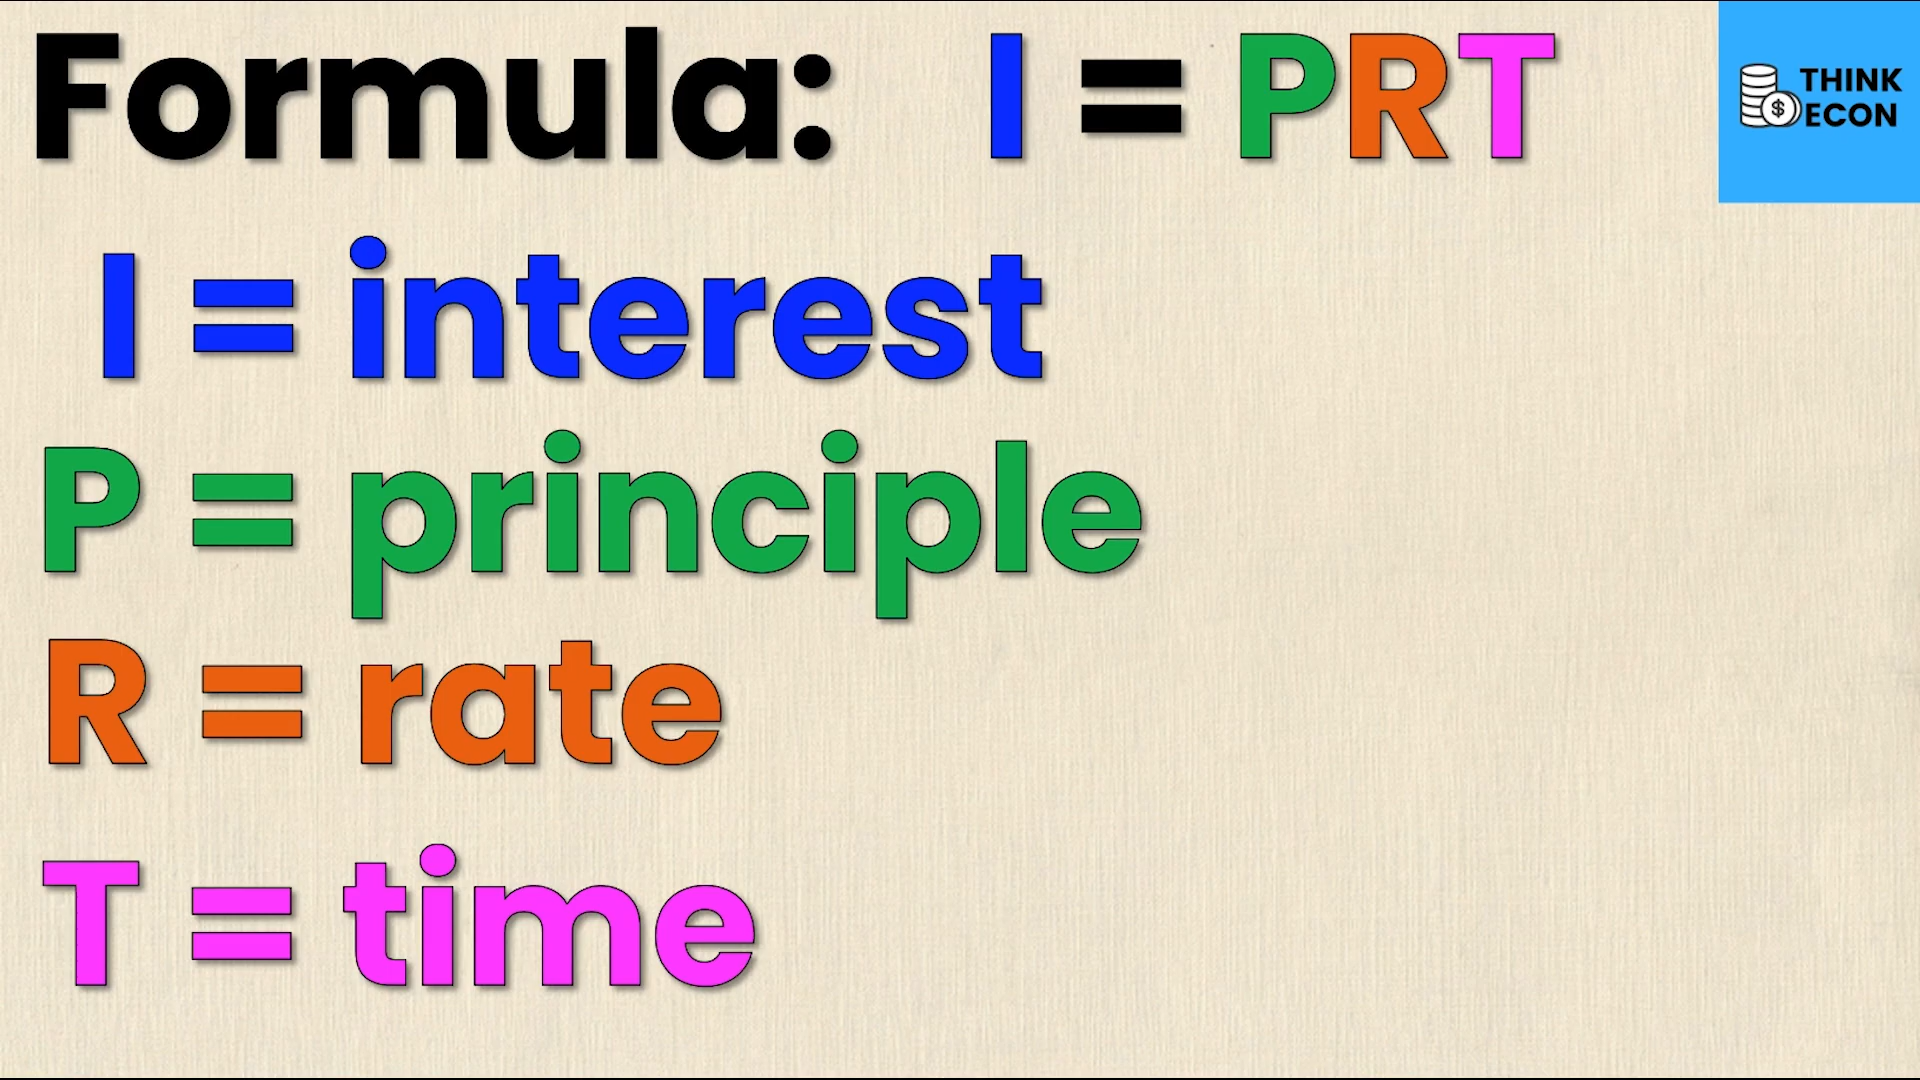 Formula: I = PRT
THINK
ECON
I = interest
P = principle
R = rate
T = time